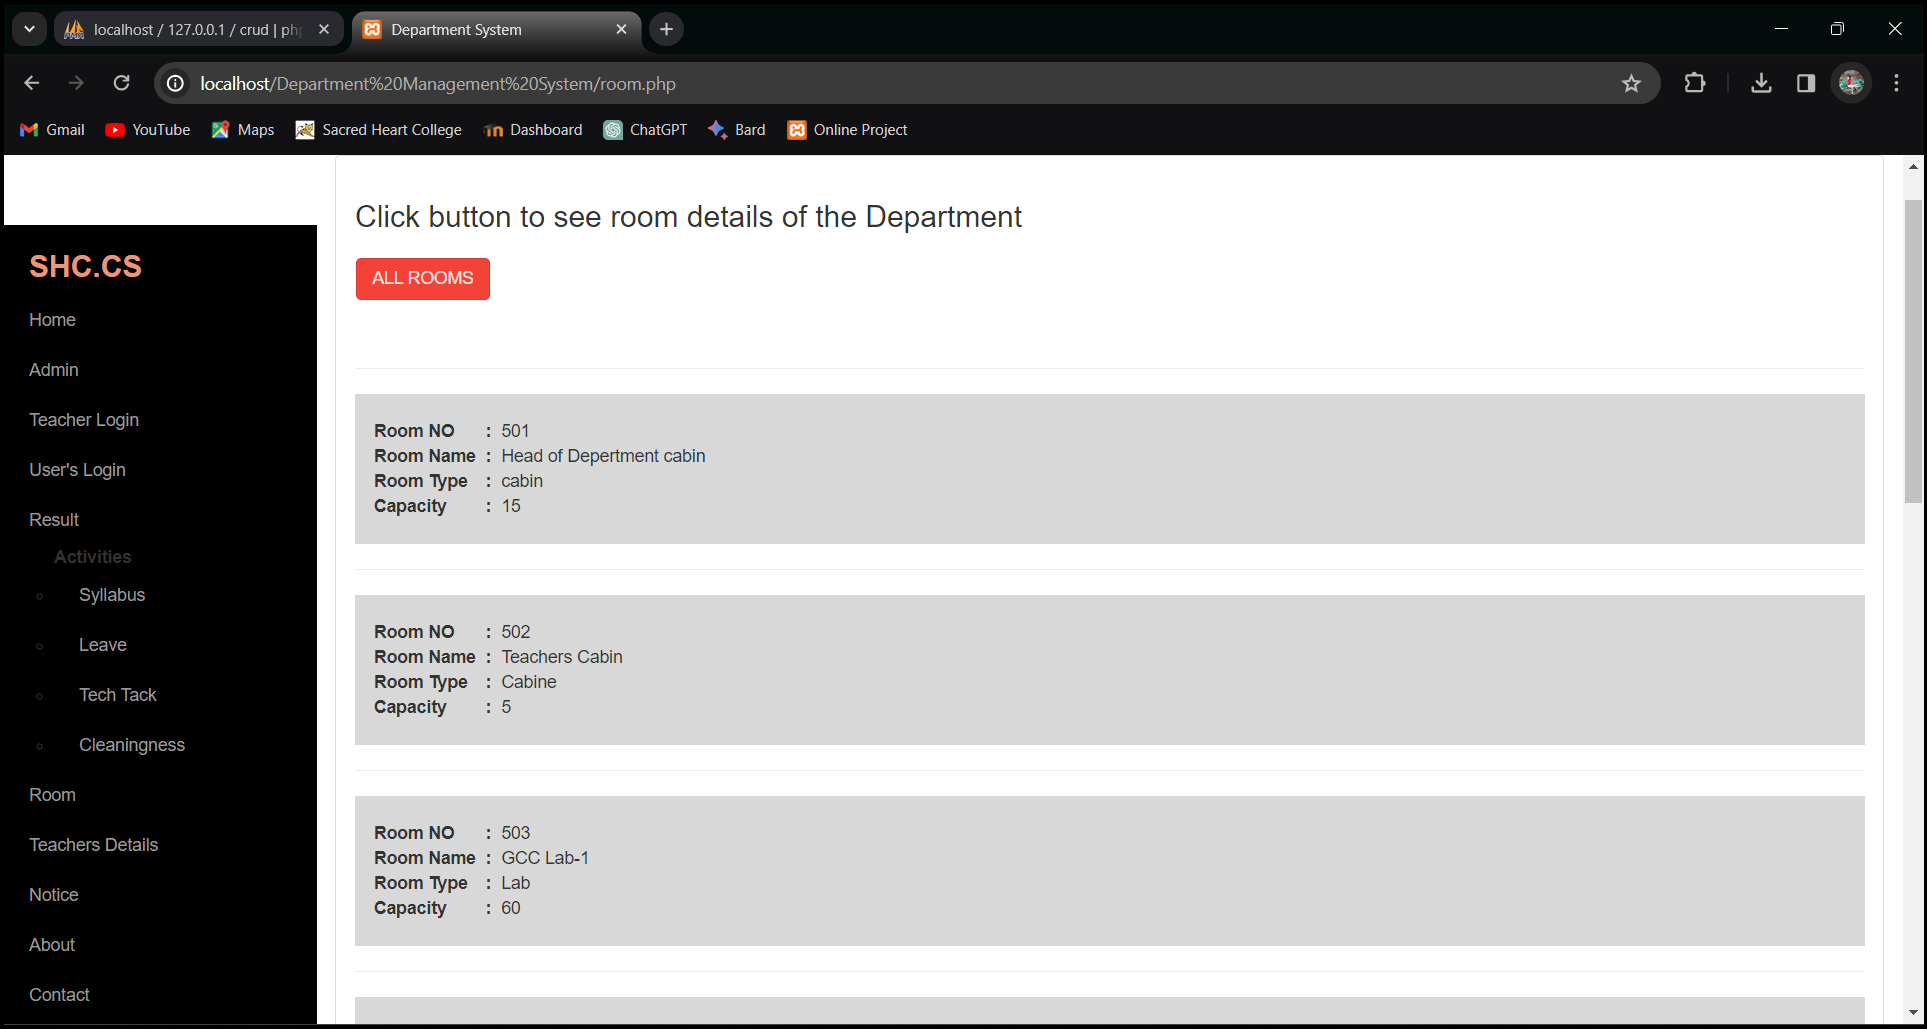 localhost / 127.0.0.1 / crud | ph
Department System
localhost/Department%20Management%20System/room.php
Gmail
YouTube
Maps
Sacred Heart College
Dashboard
ChatGPT
Bard
Online Project
SHC.CS
Home
Admin
Teacher Login
User's Login
Result
Activities
Syllabus
Leave
Tech Tack
Cleaningness
Room
Teachers Details
Notice
About
Contact
Click button to see room details of the Department
ALL ROOMS
Room NO : 501
Room Name : Head of Depertment cabin
Room Type : cabin
Capacity : 15
Room NO : 502
Room Name : Teachers Cabin
Room Type : Cabine
Capacity : 5
Room NO : 503
Room Name : GCC Lab-1
Room Type : Lab
Capacity : 60